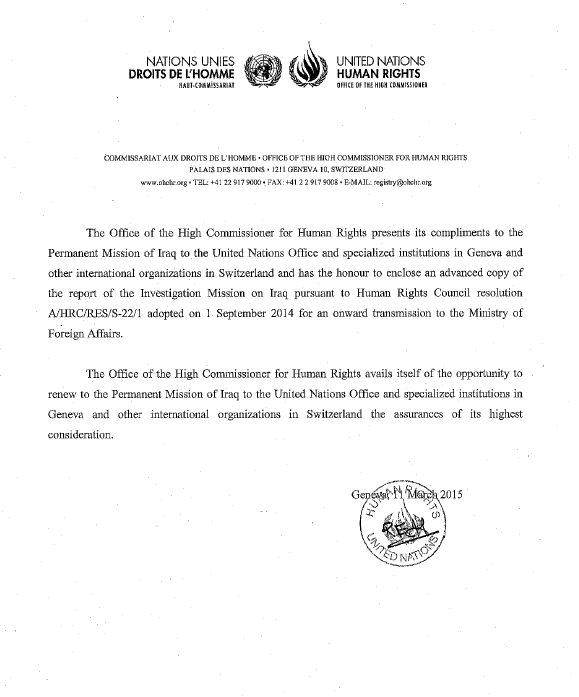 NATIONS UNIES
DROITS DE L'HOMME
HAUT-COMMISSARIAT
UNITED NATIONS
HUMAN RIGHTS
OFFICE OF THE HIGH COMMISSIONER
COMMISSARIAT AUX DROITS DE L'HOMME • OFFICE OF THE HIGH COMMISSIONER FOR HUMAN RIGHTS
PALAIS DES NATIONS • 1211 GENEVA 10, SWITZERLAND
www.ohchr.org • TEL: +41 22 917 9000 • FAX: +41 2 2 917 9008 • E-MAIL: registry@ohchr.org
The Office of the High Commissioner for Human Rights presents its compliments to the
Permanent Mission of Iraq to the United Nations Office and specialized institutions in Geneva and
other international organizations in Switzerland and has the honour to enclose an advanced copy of
the report of the Investigation Mission on Iraq pursuant to Human Rights Council resolution
A/HRC/RES/S-22/1 adopted on 1 September 2014 for an onward transmission to the Ministry of
Foreign Affairs.
The Office of the High Commissioner for Human Rights avails itself of the opportunity to
renew to the Permanent Mission of Iraq to the United Nations Office and specialized institutions in
Geneva and other international organizations in Switzerland the assurances of its highest
consideration.
Geneva, 11 March 2015
HUMAN RIGHTS
UNITED NATIONS